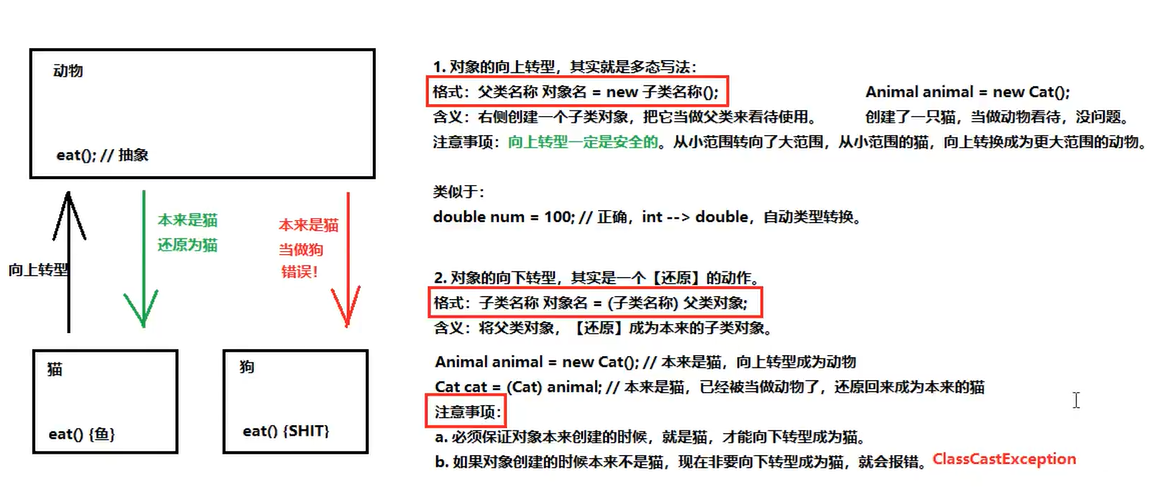 动物
eat(); // 抽象
向上转型
本来是猫
还原为猫
本来是猫
当做狗
错误！
猫
eat() {鱼}
狗
eat() {SHIT}
1. 对象的向上转型，其实就是多态写法：
格式：父类名称 对象名 = new 子类名称(); Animal animal = new Cat();
含义：右侧创建一个子类对象，把它当做父类来看待使用。 创建了一只猫，当做动物看待，没问题。
注意事项：向上转型一定是安全的。从小范围转向了大范围，从小范围的猫，向上转换成为更大范围的动物。
类似于：
double num = 100; // 正确，int --> double，自动类型转换。
2. 对象的向下转型，其实是一个【还原】的动作。
格式：子类名称 对象名 = (子类名称) 父类对象;
含义：将父类对象，【还原】成为本来的子类对象。
Animal animal = new Cat(); // 本来是猫，向上转型成为动物
Cat cat = (Cat) animal; // 本来是猫，已经被当做动物了，还原回来成为本来的猫
注意事项：
a. 必须保证对象本来创建的时候，就是猫，才能向下转型成为猫。
b. 如果对象创建的时候本来不是猫，现在非要向下转型成为猫，就会报错。ClassCastException